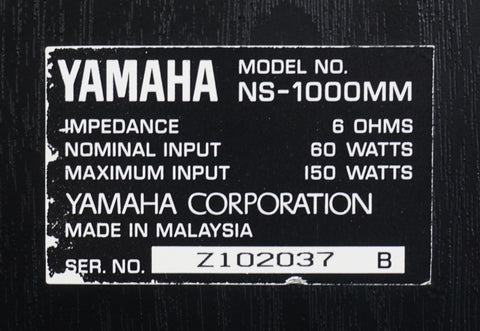 YAMAHA MODEL NO. NS-1000MM
IMPEDANCE 6 OHMS
NOMINAL INPUT 60 WATTS
MAXIMUM INPUT 150 WATTS
YAMAHA CORPORATION
MADE IN MALAYSIA
SER. NO. Z102037 B